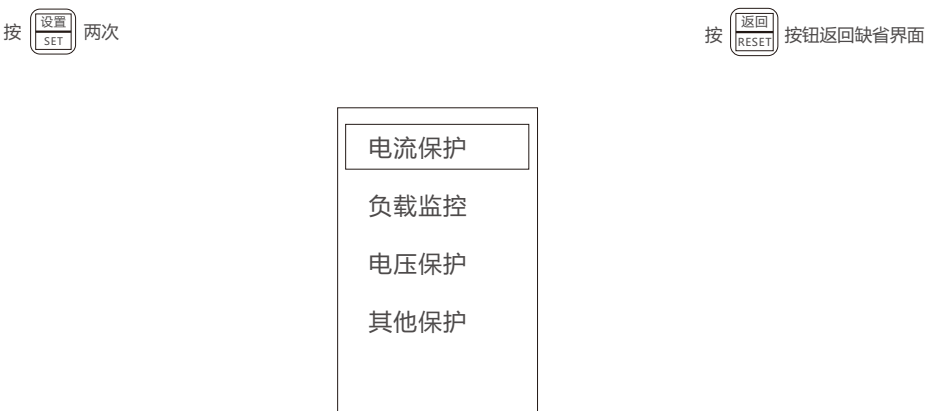 按 设置 SET 两次
按 返回 RESET 按钮返回缺省界面
电流保护
负载监控
电压保护
其他保护